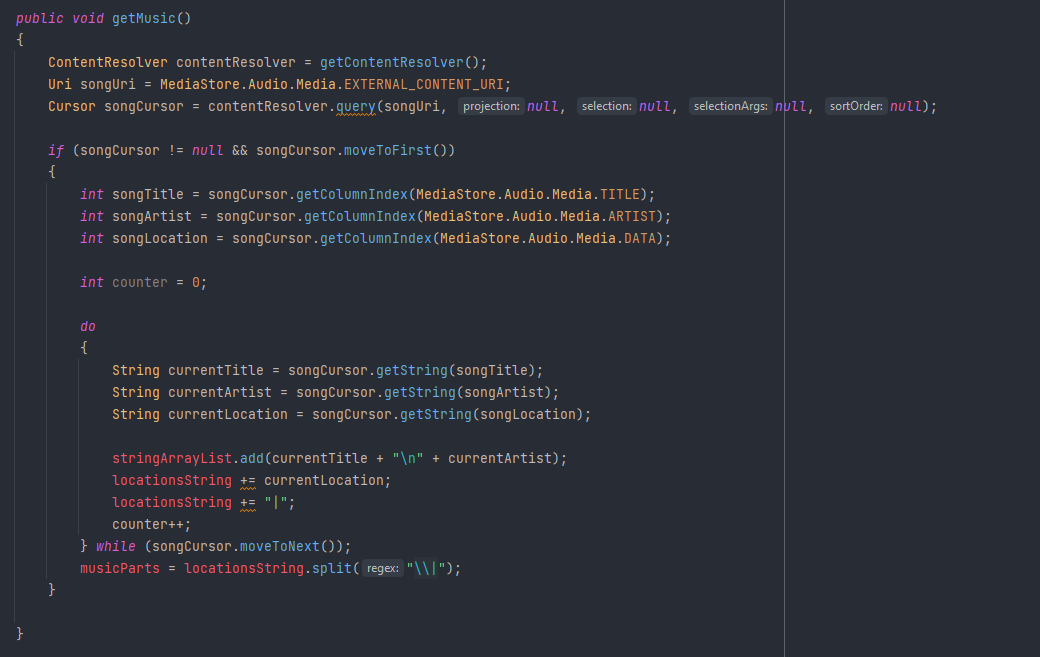 public void getMusic()
{
    ContentResolver contentResolver = getContentResolver();
    Uri songUri = MediaStore.Audio.Media.EXTERNAL_CONTENT_URI;
    Cursor songCursor = contentResolver.query(songUri, projection: null, selection: null, selectionArgs: null, sortOrder: null);

    if (songCursor != null && songCursor.moveToFirst())
    {
        int songTitle = songCursor.getColumnIndex(MediaStore.Audio.Media.TITLE);
        int songArtist = songCursor.getColumnIndex(MediaStore.Audio.Media.ARTIST);
        int songLocation = songCursor.getColumnIndex(MediaStore.Audio.Media.DATA);

        int counter = 0;

        do
        {
            String currentTitle = songCursor.getString(songTitle);
            String currentArtist = songCursor.getString(songArtist);
            String currentLocation = songCursor.getString(songLocation);

            stringArrayList.add(currentTitle + "\n" + currentArtist);
            locationsString += currentLocation;
            locationsString += "|";
            counter++;
        } while (songCursor.moveToNext());
        musicParts = locationsString.split( regex: "\\|");
    }

}